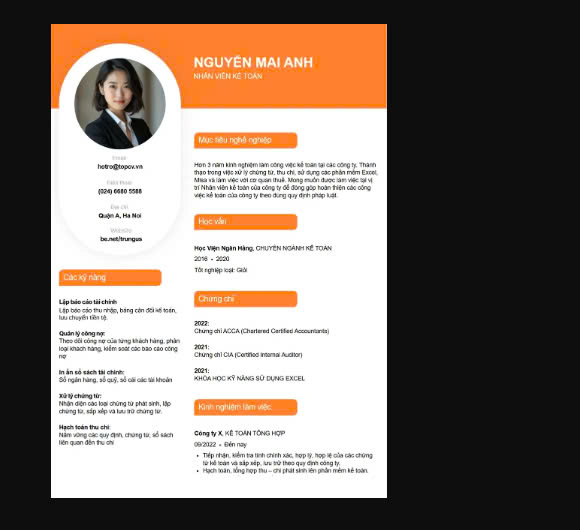 NGUYỄN MAI ANH
NHÂN VIÊN KẾ TOÁN
Email
hotro@topcv.vn
Điện thoại
(024) 6680 5588
Địa chỉ
Quận A, Hà Nội
Website
be.net/trungus
Các kỹ năng
Lập báo cáo tài chính
Lập báo cáo thu nhập, bảng cân đối kế toán,
lưu chuyển tiền tệ.
Quản lý công nợ:
Theo dõi công nợ của từng khách hàng, phân
loại khách hàng, kiểm soát các báo cáo công
nợ
In ấn sổ sách tài chính:
Sổ ngân hàng, sổ quỹ, sổ cái các tài khoản
Xử lý chứng từ:
Nhận diện các loại chứng từ phát sinh, lập
chứng từ, sắp xếp và lưu trữ chứng từ.
Hạch toán thu chi:
Nắm vững các quy định, chứng từ, sổ sách
liên quan đến thu chi
Mục tiêu nghề nghiệp
Hơn 3 năm kinh nghiệm làm công việc kế toán tại các công ty. Thành
thạo trong việc xử lý chứng từ, thu chi, sử dụng các phần mềm Excel,
Misa và làm việc với cơ quan thuế. Mong muốn được làm việc tại vị
trí Nhân viên kế toán của công ty để đóng góp hoàn thiện các công
việc kế toán của công ty theo đúng quy định pháp luật.
Học vấn
Học Viện Ngân Hàng, CHUYÊN NGÀNH KẾ TOÁN
2016 • 2020
Tốt nghiệp loại: Giỏi
Chứng chỉ
2022:
Chứng chỉ ACCA (Chartered Certified Accountants)
2021:
Chứng chỉ CIA (Certified Internal Auditor)
2021:
KHÓA HỌC KỸ NĂNG SỬ DỤNG EXCEL
Kinh nghiệm làm việc
Công ty X, KẾ TOÁN TỔNG HỢP
09/2022 • Đến nay
• Tiếp nhận, kiểm tra tính chính xác, hợp lý, hợp lệ của các chứng
từ kế toán và sắp xếp, lưu trữ theo quy định công ty.
• Hạch toán, tổng hợp thu – chi phát sinh lên phần mềm kế toán.